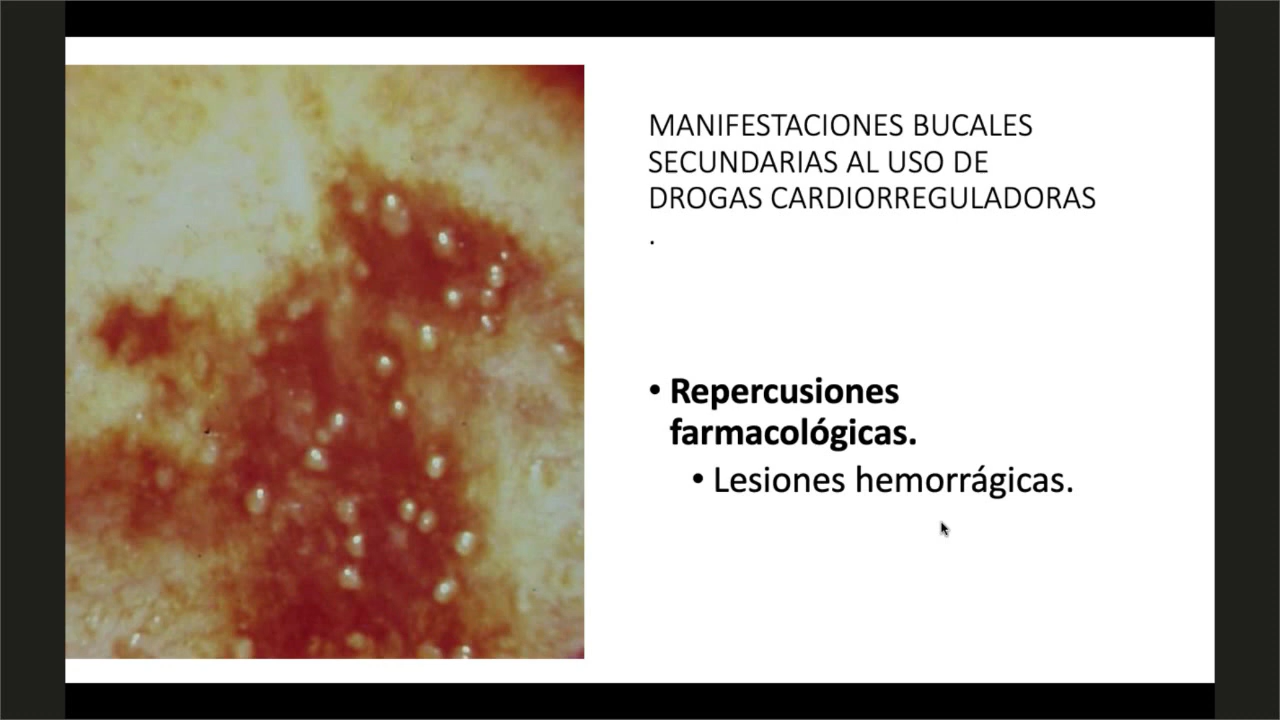 MANIFESTACIONES BUCALES
SECUNDARIAS AL USO DE
DROGAS CARDIORREGULADORAS
.
• Repercusiones
farmacológicas.
• Lesiones hemorrágicas.